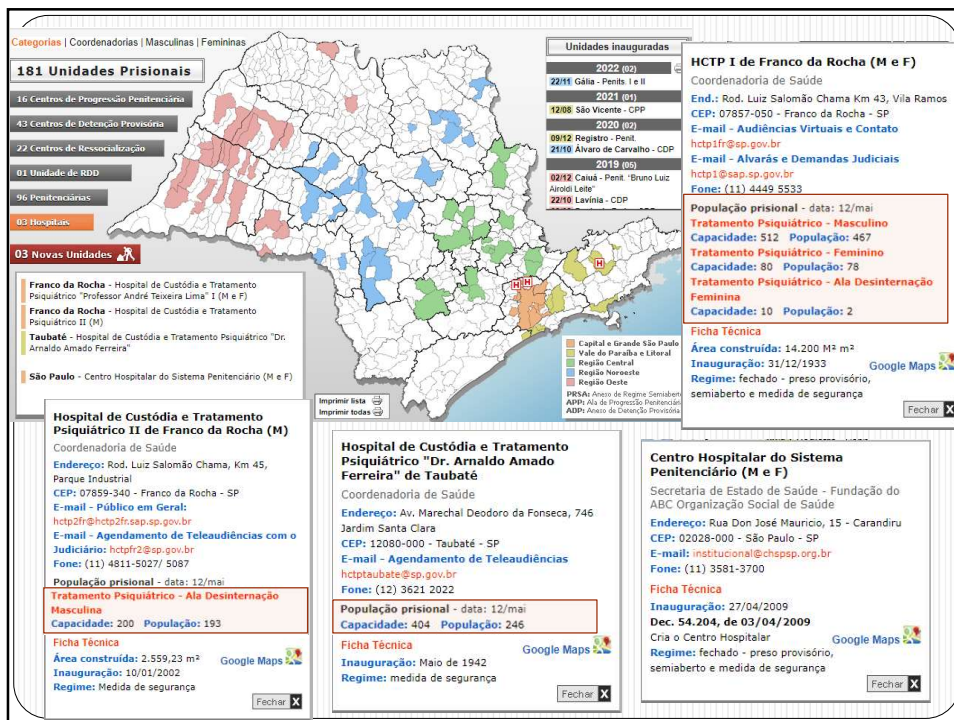 Categorias | Coordenadorias | Masculinas | Femininas
181 Unidades Prisionais
16 Centros de Progressão Penitenciária
43 Centros de Detenção Provisória
22 Centros de Ressocialização
01 Unidade de RDD
96 Penitenciárias
03 Hospitais
03 Novas Unidades
Franco da Rocha - Hospital de Custódia e Tratamento
Psiquiátrico "Professor André Teixeira Lima" I (M e F)
Franco da Rocha - Hospital de Custódia e Tratamento
Psiquiátrico II (M)
Taubaté - Hospital de Custódia e Tratamento Psiquiátrico "Dr.
Arnaldo Amado Ferreira"
São Paulo - Centro Hospitalar do Sistema Penitenciário (M e F)
H
H
H
Unidades inauguradas
2022 (02)
22/11 Gália - Penits. I e II
2021 (01)
12/08 São Vicente - CPP
2020 (02)
09/12 Registro - Penit.
21/10 Álvaro de Carvalho - CDP
2019 (05)
02/12 Caiuá - Penit. "Bruno Luiz
Airoldi Leite"
22/10 Lavínia - CDP
Capital e Grande São Paulo
Vale do Paraíba e Litoral
Região Central
Região Noroeste
Região Oeste
PRSA: Anexo de Regime Semiaberto
APP: Ala de Progressão Penitenciári
ADP: Anexo de Detenção Provisória
Imprimir lista
Imprimir todas
HCTP I de Franco da Rocha (M e F)
Coordenadoria de Saúde
End.: Rod. Luiz Salomão Chama Km 43, Vila Ramos
CEP: 07857-050 - Franco da Rocha - SP
E-mail - Audiências Virtuais e Contato
hctp1fr@sp.gov.br
E-mail - Alvarás e Demandas Judiciais
hctp1@sap.sp.gov.br
Fone: (11) 4449 5533
População prisional - data: 12/mai
Tratamento Psiquiátrico - Masculino
Capacidade: 512 População: 467
Tratamento Psiquiátrico - Feminino
Capacidade: 80 População: 78
Tratamento Psiquiátrico - Ala Desinternação
Feminina
Capacidade: 10 População: 2
Ficha Técnica
Área construída: 14.200 M² m²
Inauguração: 31/12/1933
Google Maps
Regime: fechado - preso provisório,
semiaberto e medida de segurança
Fechar X
Hospital de Custódia e Tratamento
Psiquiátrico II de Franco da Rocha (M)
Coordenadoria de Saúde
Endereço: Rod. Luiz Salomão Chama, Km 45,
Parque Industrial
CEP: 07859-340 - Franco da Rocha - SP
E-mail - Público em Geral:
hctp2fr@hctp2fr.sap.sp.gov.br
E-mail - Agendamento de Teleaudiências com o
Judiciário: hctpfr2@sp.gov.br
Fone: (11) 4811-5027/ 5087
População prisional - data: 12/mai
Tratamento Psiquiátrico - Ala Desinternação
Masculina
Capacidade: 200 População: 193
Ficha Técnica
Área construída: 2.559,23 m²
Google Maps
Inauguração: 10/01/2002
Regime: Medida de segurança
Fechar X
Hospital de Custódia e Tratamento
Psiquiátrico "Dr. Arnaldo Amado
Ferreira" de Taubaté
Coordenadoria de Saúde
Endereço: Av. Marechal Deodoro da Fonseca, 746
Jardim Santa Clara
CEP: 12080-000 - Taubaté - SP
E-mail - Agendamento de Teleaudiências
hctptaubate@sp.gov.br
Fone: (12) 3621 2022
População prisional - data: 12/mai
Capacidade: 404 População: 246
Ficha Técnica
Google Maps
Inauguração: Maio de 1942
Regime: medida de segurança
Fechar X
Centro Hospitalar do Sistema
Penitenciário (M e F)
Secretaria de Estado de Saúde - Fundação do
ABC Organização Social de Saúde
Endereço: Rua Don José Mauricio, 15 - Carandiru
CEP: 02028-000 - São Paulo - SP
E-mail: institucional@chspsp.org.br
Fone: (11) 3581-3700
Ficha Técnica
Inauguração: 27/04/2009
Dec. 54.204, de 03/04/2009
Cria o Centro Hospitalar
Google Maps
Regime: fechado - preso provisório,
semiaberto e medida de segurança
Fechar X